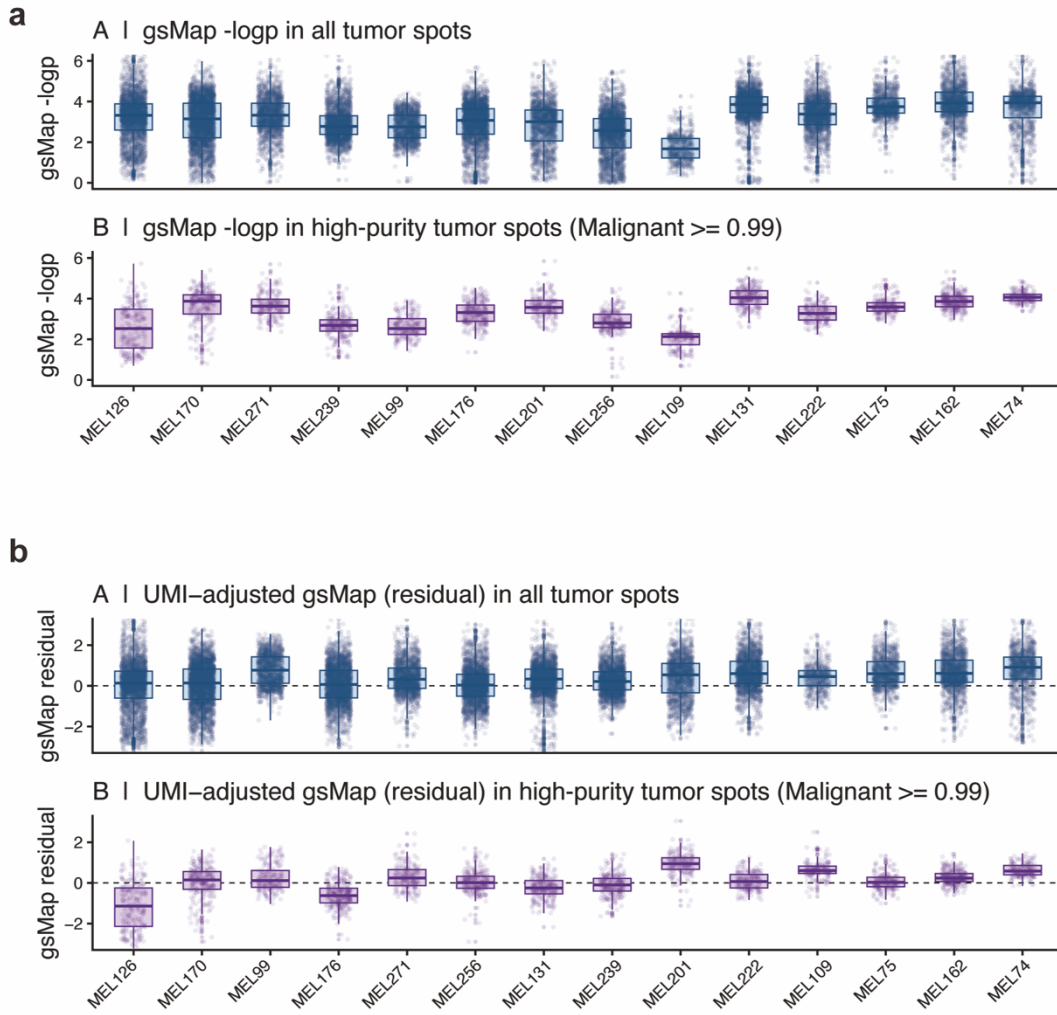 a
A | gsMap -logp in all tumor spots
gsMap -logp
6
4
2
0
B | gsMap -logp in high-purity tumor spots (Malignant >= 0.99)
gsMap -logp
6
4
2
0
MEL126 MEL170 MEL271 MEL239 MEL99 MEL176 MEL201 MEL256 MEL109 MEL131 MEL222 MEL75 MEL162 MEL74
b
A | UMI−adjusted gsMap (residual) in all tumor spots
gsMap residual
2
0
−2
B | UMI−adjusted gsMap (residual) in high−purity tumor spots (Malignant >= 0.99)
gsMap residual
2
0
−2
MEL126 MEL170 MEL99 MEL176 MEL271 MEL256 MEL131 MEL239 MEL201 MEL222 MEL109 MEL75 MEL162 MEL74